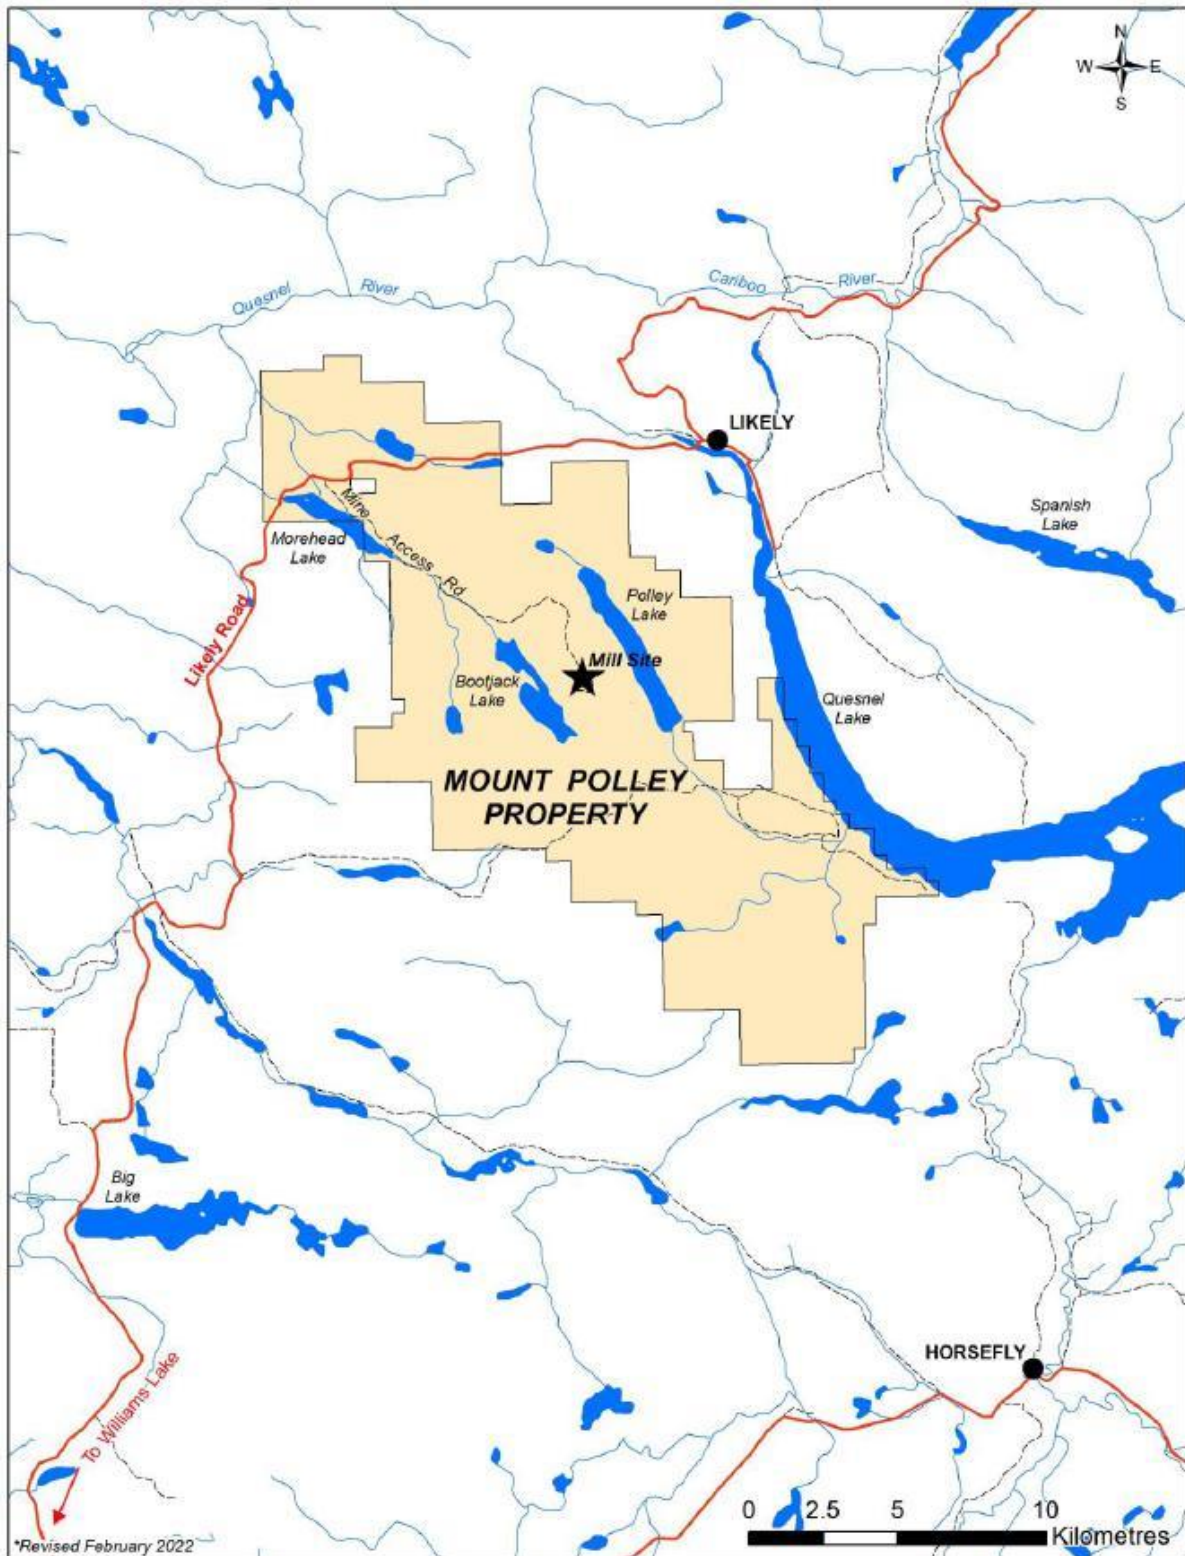 N
W E
S
Cariboo River
Quesnel River
LIKELY
Spanish
Lake
Mine Access Rd
Morehead
Lake
Polley
Lake
Likely Road
Mill Site
Bootjack
Lake
Quesnel
Lake
MOUNT POLLEY
PROPERTY
Big
Lake
HORSEFLY
To Williams Lake
0 2.5 5 10
Kilometres
*Revised February 2022